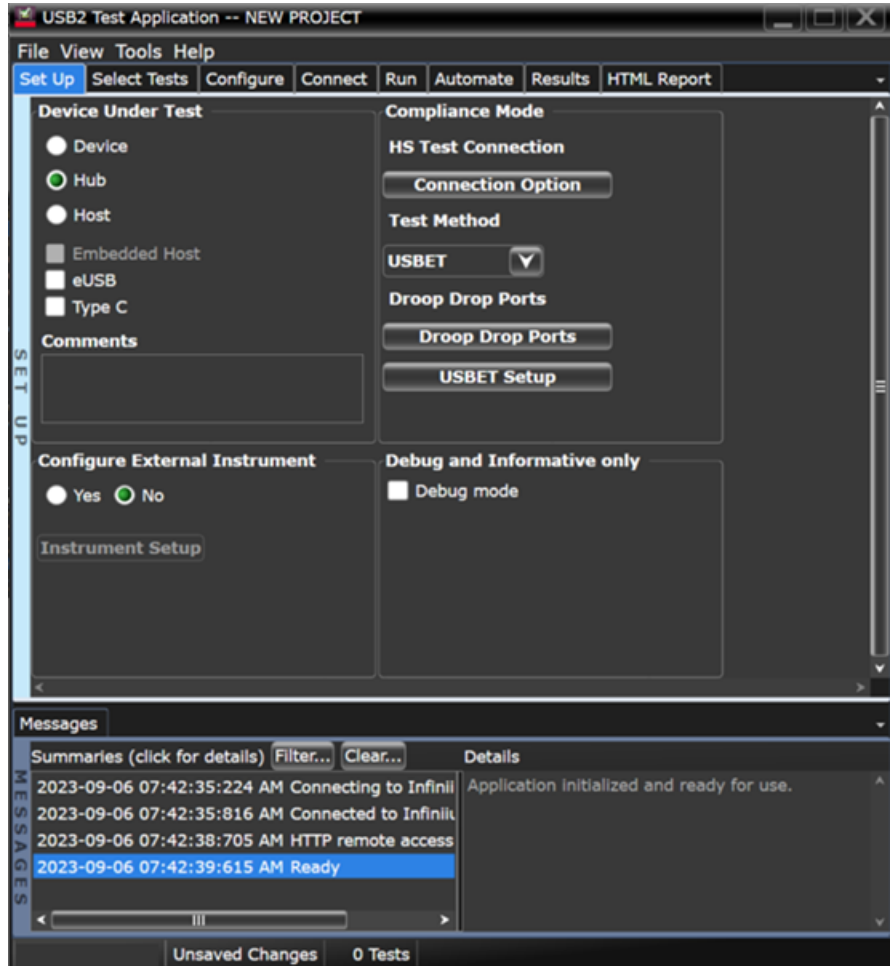 USB2 Test Application -- NEW PROJECT
File View Tools Help
Set Up Select Tests Configure Connect Run Automate Results HTML Report
SET UP
Device Under Test
Device
Hub
Host
Embedded Host
eUSB
Type C
Comments
Compliance Mode
HS Test Connection
Connection Option
Test Method
USBET
Droop Drop Ports
Droop Drop Ports
USBET Setup
Configure External Instrument
Yes No
Instrument Setup
Debug and Informative only
Debug mode
Messages
MESSAGES
Summaries (click for details) Filter... Clear...
2023-09-06 07:42:35:224 AM Connecting to Infinii
2023-09-06 07:42:35:816 AM Connected to Infiniiu
2023-09-06 07:42:38:705 AM HTTP remote access
2023-09-06 07:42:39:615 AM Ready
Details
Application initialized and ready for use.
Unsaved Changes 0 Tests